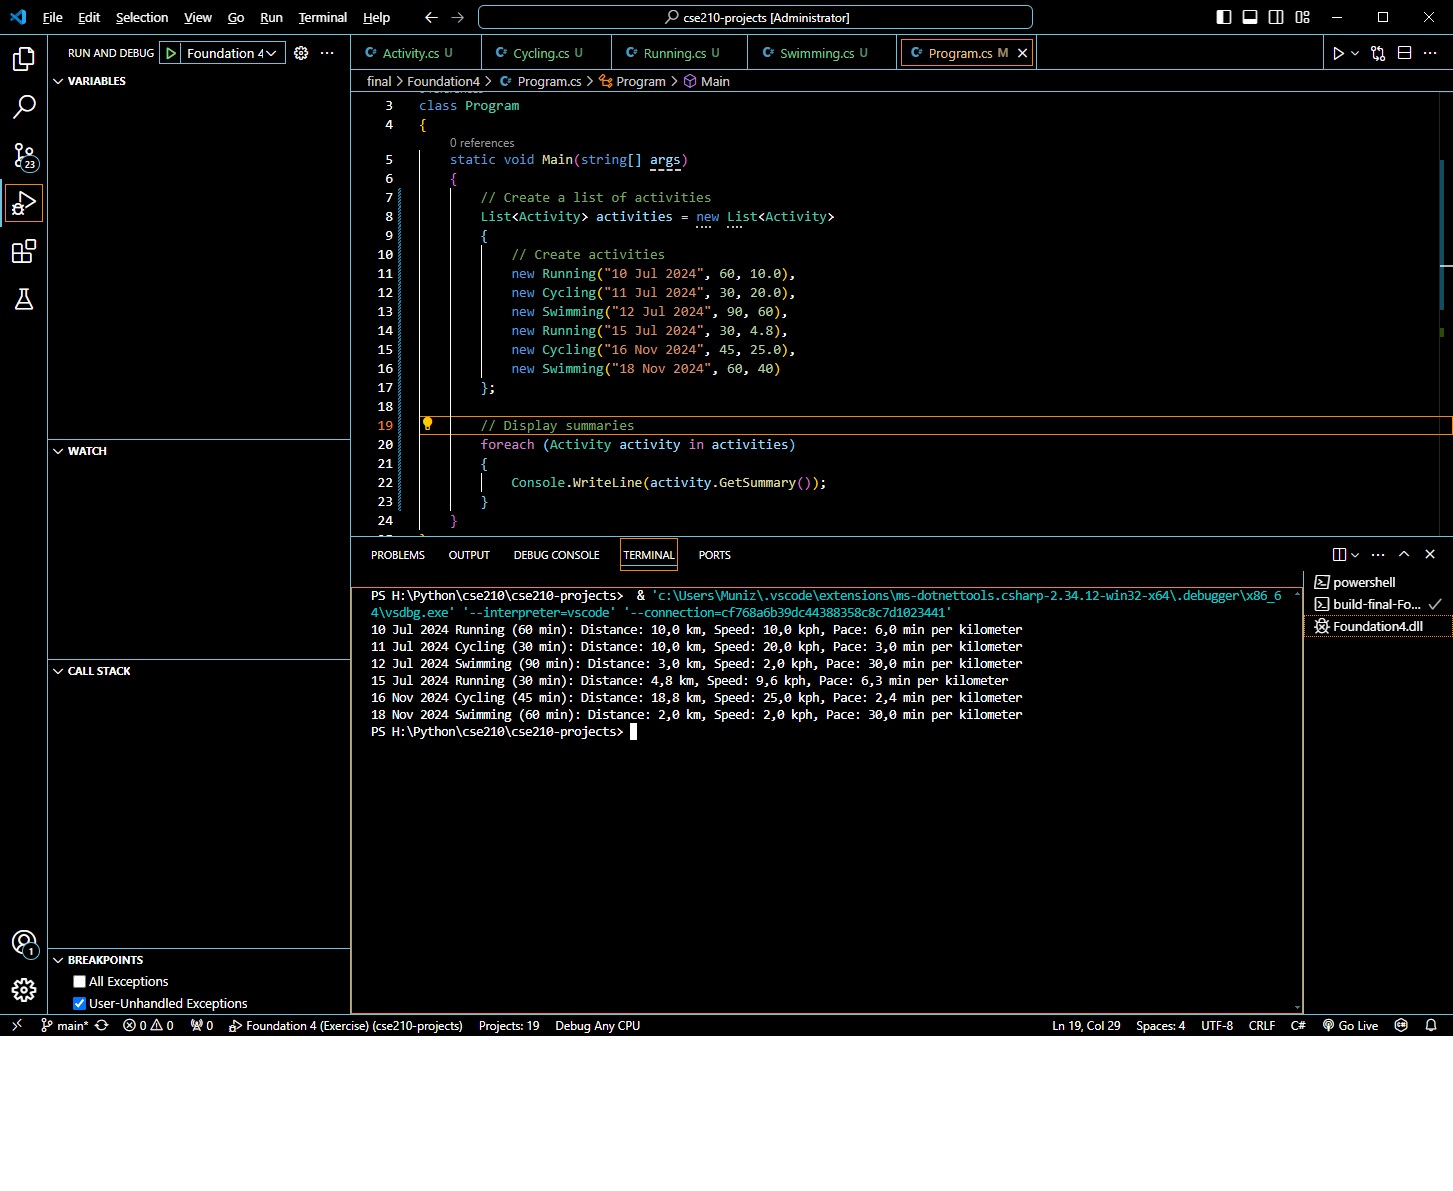 File Edit Selection View Go Run Terminal Help
cse210-projects [Administrator]
RUN AND DEBUG Foundation 4
Activity.cs U Cycling.cs U Running.cs U Swimming.cs U Program.cs M
VARIABLES
final > Foundation4 > Program.cs > Program > Main
3 class Program
4 {
0 references
5 static void Main(string[] args)
6 {
7 // Create a list of activities
8 List<Activity> activities = new List<Activity>
9 {
10 // Create activities
11 new Running("10 Jul 2024", 60, 10.0),
12 new Cycling("11 Jul 2024", 30, 20.0),
13 new Swimming("12 Jul 2024", 90, 60),
14 new Running("15 Jul 2024", 30, 4.8),
15 new Cycling("16 Nov 2024", 45, 25.0),
16 new Swimming("18 Nov 2024", 60, 40)
17 };
18
19 // Display summaries
20 foreach (Activity activity in activities)
21 {
22 Console.WriteLine(activity.GetSummary());
23 }
24 }
23
WATCH
CALL STACK
PROBLEMS OUTPUT DEBUG CONSOLE TERMINAL PORTS
PS H:\Python\cse210\cse210-projects> & 'c:\Users\Muniz\.vscode\extensions\ms-dotnettools.csharp-2.34.12-win32-x64\.debugger\x86_6
4\vsdbg.exe' '--interpreter=vscode' '--connection=cf768a6b39dc44388358c8c7d1023441'
10 Jul 2024 Running (60 min): Distance: 10,0 km, Speed: 10,0 kph, Pace: 6,0 min per kilometer
11 Jul 2024 Cycling (30 min): Distance: 10,0 km, Speed: 20,0 kph, Pace: 3,0 min per kilometer
12 Jul 2024 Swimming (90 min): Distance: 3,0 km, Speed: 2,0 kph, Pace: 30,0 min per kilometer
15 Jul 2024 Running (30 min): Distance: 4,8 km, Speed: 9,6 kph, Pace: 6,3 min per kilometer
16 Nov 2024 Cycling (45 min): Distance: 18,8 km, Speed: 25,0 kph, Pace: 2,4 min per kilometer
18 Nov 2024 Swimming (60 min): Distance: 2,0 km, Speed: 2,0 kph, Pace: 30,0 min per kilometer
PS H:\Python\cse210\cse210-projects>
powershell
build-final-Fo...
Foundation4.dll
1
BREAKPOINTS
All Exceptions
User-Unhandled Exceptions
main* 0 0 0 Foundation 4 (Exercise) (cse210-projects) Projects: 19 Debug Any CPU Ln 19, Col 29 Spaces: 4 UTF-8 CRLF C# Go Live